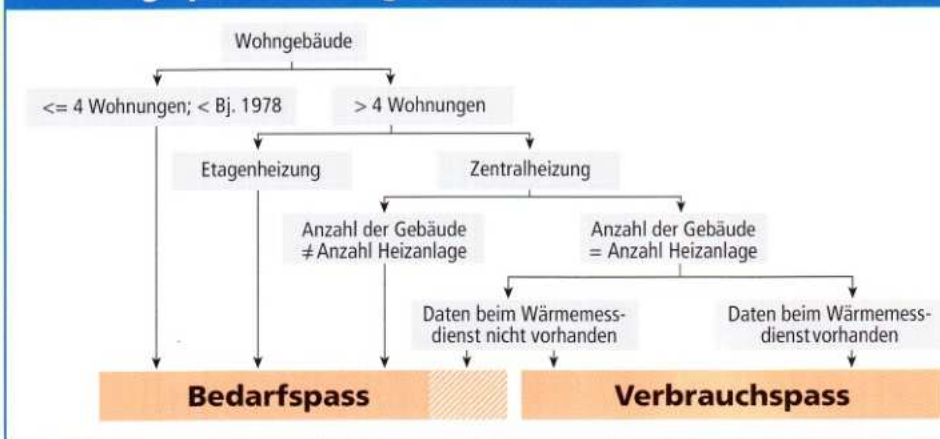 Wohngebäude
<= 4 Wohnungen; < Bj. 1978
> 4 Wohnungen
Etagenheizung
Zentralheizung
Anzahl der Gebäude
≠ Anzahl Heizanlage
Anzahl der Gebäude
= Anzahl Heizanlage
Daten beim Wärmemess-
dienst nicht vorhanden
Daten beim Wärmemess-
dienst vorhanden
Bedarfspass
Verbrauchspass